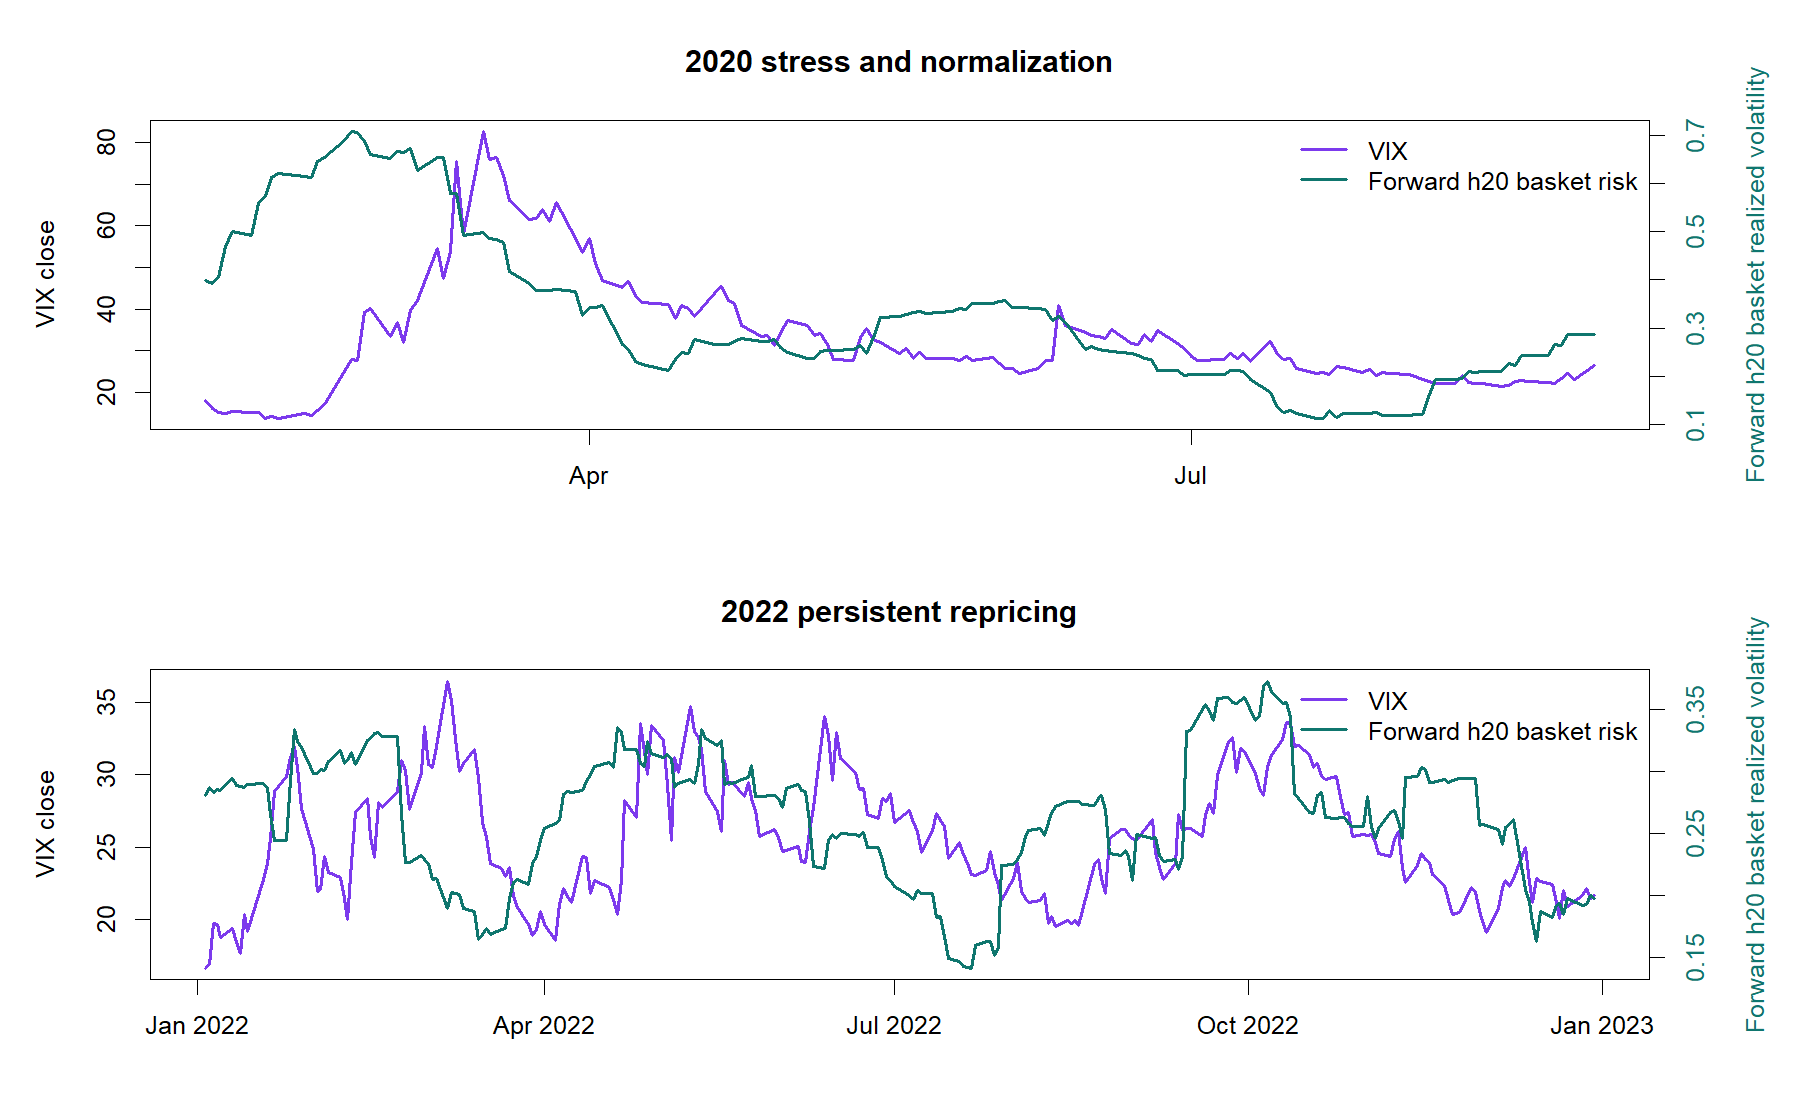 2020 stress and normalization
VIX close
80
60
40
20
VIX
Forward h20 basket risk
0.7
0.5
0.3
0.1
Forward h20 basket realized volatility
Apr
Jul
2022 persistent repricing
VIX close
35
30
25
20
VIX
Forward h20 basket risk
0.35
0.25
0.15
Forward h20 basket realized volatility
Jan 2022
Apr 2022
Jul 2022
Oct 2022
Jan 2023